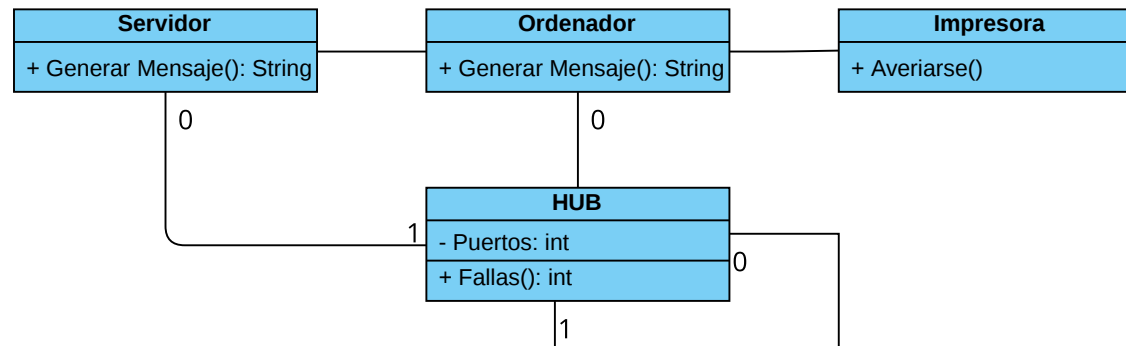 Servidor
+ Generar Mensaje(): String
Ordenador
+ Generar Mensaje(): String
Impresora
+ Averiarse()
0
0
HUB
- Puertos: int
+ Fallas(): int
1
0
1